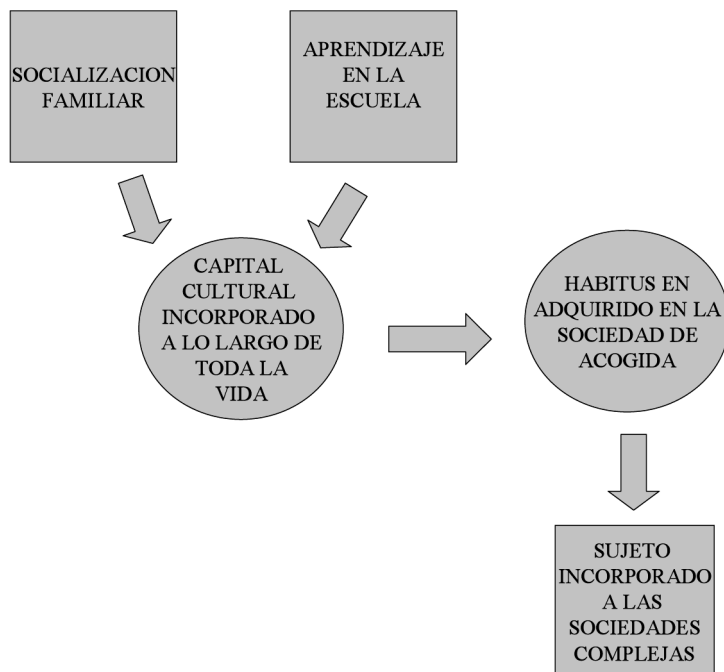 SOCIALIZACION
FAMILIAR
APRENDIZAJE
EN LA
ESCUELA
CAPITAL
CULTURAL
INCORPORADO
A LO LARGO DE
TODA LA
VIDA
HABITUS EN
ADQUIRIDO EN LA
SOCIEDAD DE
ACOGIDA
SUJETO
INCORPORADO
A LAS
SOCIEDADES
COMPLEJAS